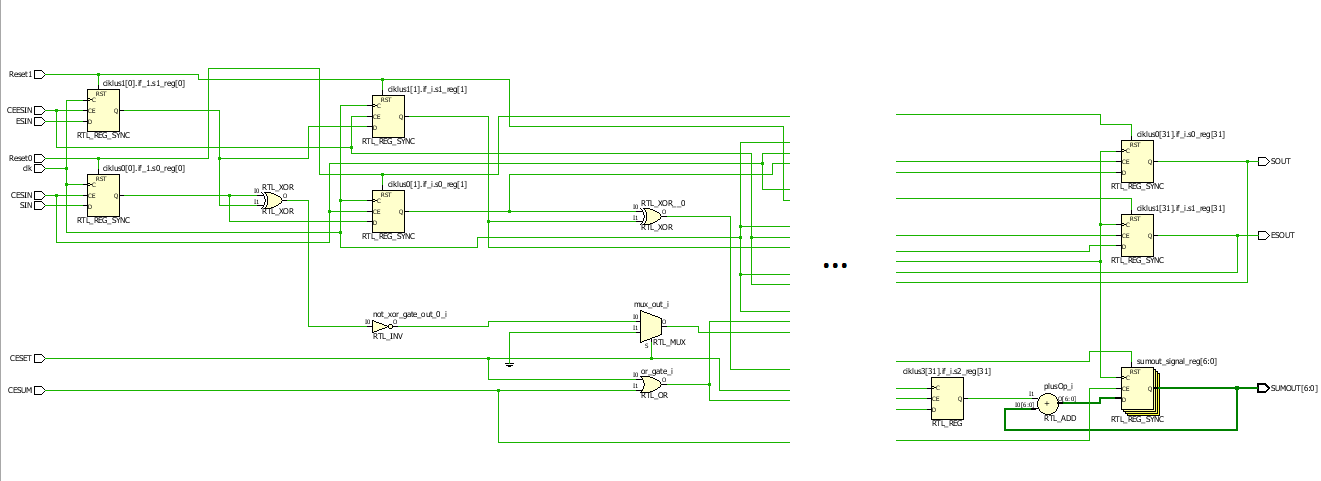 Reset1
CEESIN
ESIN
Reset0
clk
CESIN
SIN
CESET
CESUM
ciklus1[0].if_1.s1_reg[0]
RST
C
CE
D
Q
RTL_REG_SYNC
ciklus0[0].if_1.s0_reg[0]
RST
C
CE
D
Q
RTL_REG_SYNC
RTL_XOR
I0
I1
O
RTL_XOR
ciklus1[1].if_i.s1_reg[1]
RST
C
CE
D
Q
RTL_REG_SYNC
ciklus0[1].if_i.s0_reg[1]
RST
C
CE
D
Q
RTL_REG_SYNC
not_xor_gate_out_0_i
I0
O
RTL_INV
RTL_XOR__0
I0
I1
O
RTL_XOR
mux_out_i
I0
I1
O
S
RTL_MUX
or_gate_i
I0
I1
O
RTL_OR
...
ciklus0[31].if_i.s0_reg[31]
RST
C
CE
D
Q
RTL_REG_SYNC
SOUT
ciklus1[31].if_i.s1_reg[31]
RST
C
CE
D
Q
RTL_REG_SYNC
ESOUT
ciklus3[31].if_i.s2_reg[31]
C
CE
D
Q
RTL_REG
plusOp_i
I1
I0[6:0]
+
O[6:0]
RTL_ADD
sumout_signal_reg[6:0]
RST
C
CE
D
Q
RTL_REG_SYNC
SUMOUT[6:0]